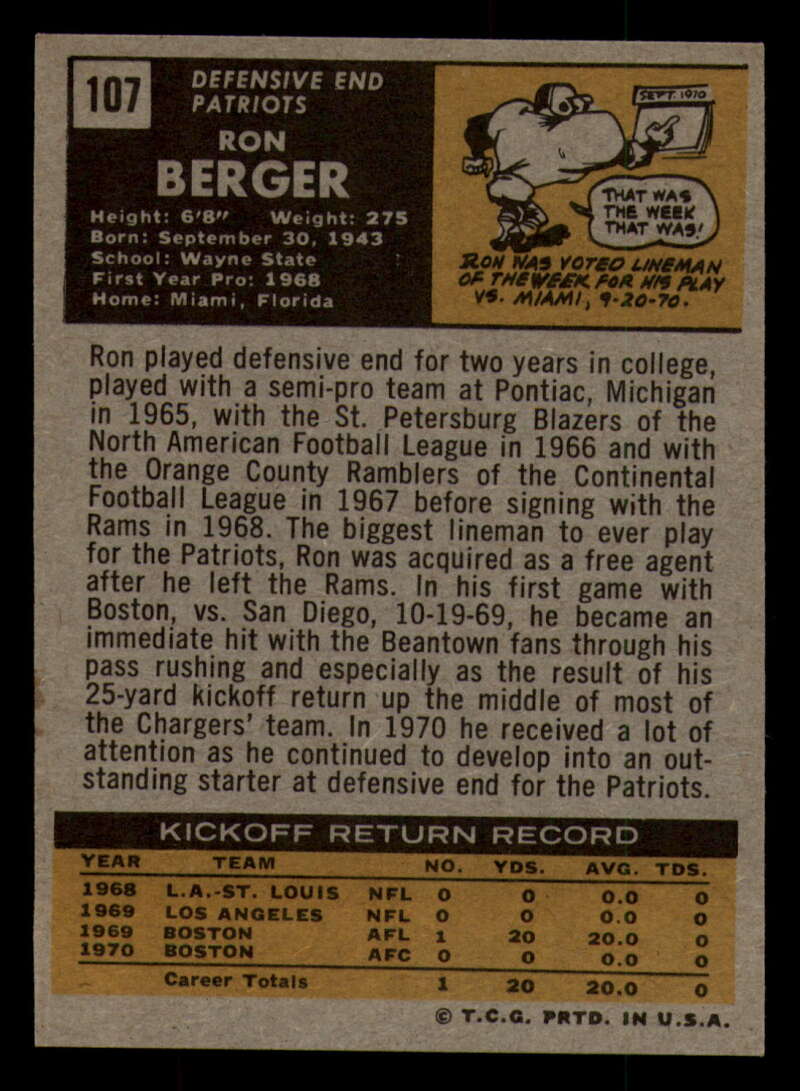 107
DEFENSIVE END
PATRIOTS
RON
BERGER
Height: 6'8" Weight: 275
Born: September 30, 1943
School: Wayne State
First Year Pro: 1968
Home: Miami, Florida
SEPT. 1970
THAT WAS
THE WEEK
THAT WAS!
RON WAS VOTED LINEMAN
OF THE WEEK FOR HIS PLAY
VS. MIAMI, 9-20-70.
Ron played defensive end for two years in college,
played with a semi-pro team at Pontiac, Michigan
in 1965, with the St. Petersburg Blazers of the
North American Football League in 1966 and with
the Orange County Ramblers of the Continental
Football League in 1967 before signing with the
Rams in 1968. The biggest lineman to ever play
for the Patriots, Ron was acquired as a free agent
after he left the Rams. In his first game with
Boston, vs. San Diego, 10-19-69, he became an
immediate hit with the Beantown fans through his
pass rushing and especially as the result of his
25-yard kickoff return up the middle of most of
the Chargers' team. In 1970 he received a lot of
attention as he continued to develop into an out-
standing starter at defensive end for the Patriots.
KICKOFF RETURN RECORD
YEAR TEAM NO. YDS. AVG. TDS.
1968 L.A.-ST. LOUIS NFL 0 0 0.0 0
1969 LOS ANGELES NFL 0 0 0.0 0
1969 BOSTON AFL 1 20 20.0 0
1970 BOSTON AFC 0 0 0.0 0
Career Totals 1 20 20.0 0
© T.C.G. PRTD. IN U.S.A.